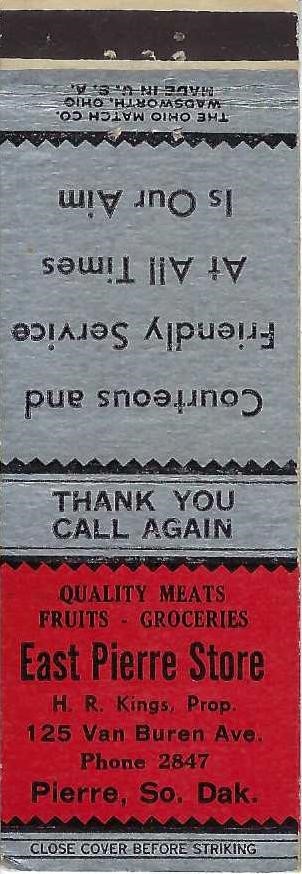 THE OHIO MATCH CO.
WADSWORTH, OHIO
MADE IN U.S.A.
Courteous and
Friendly Service
At All Times
Is Our Aim
THANK YOU
CALL AGAIN
QUALITY MEATS
FRUITS - GROCERIES
East Pierre Store
H. R. Kings, Prop.
125 Van Buren Ave.
Phone 2847
Pierre, So. Dak.
CLOSE COVER BEFORE STRIKING